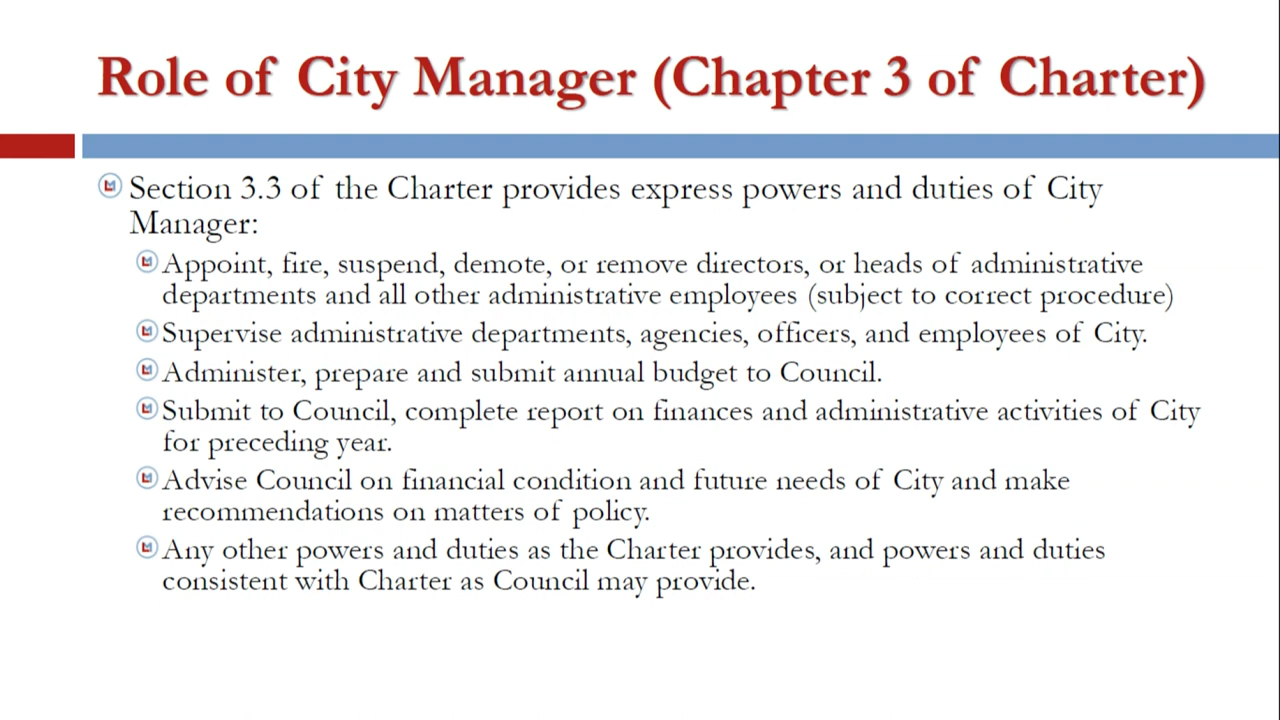 Role of City Manager (Chapter 3 of Charter)
Section 3.3 of the Charter provides express powers and duties of City
Manager:
Appoint, fire, suspend, demote, or remove directors, or heads of administrative
departments and all other administrative employees (subject to correct procedure)
Supervise administrative departments, agencies, officers, and employees of City.
Administer, prepare and submit annual budget to Council.
Submit to Council, complete report on finances and administrative activities of City
for preceding year.
Advise Council on financial condition and future needs of City and make
recommendations on matters of policy.
Any other powers and duties as the Charter provides, and powers and duties
consistent with Charter as Council may provide.